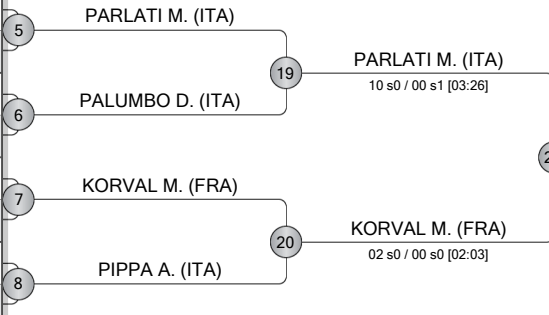 PARLATI M. (ITA)
5
19
PARLATI M. (ITA)
10 s0 / 00 s1 [03:26]
PALUMBO D. (ITA)
6
KORVAL M. (FRA)
7
20
KORVAL M. (FRA)
02 s0 / 00 s0 [02:03]
PIPPA A. (ITA)
8